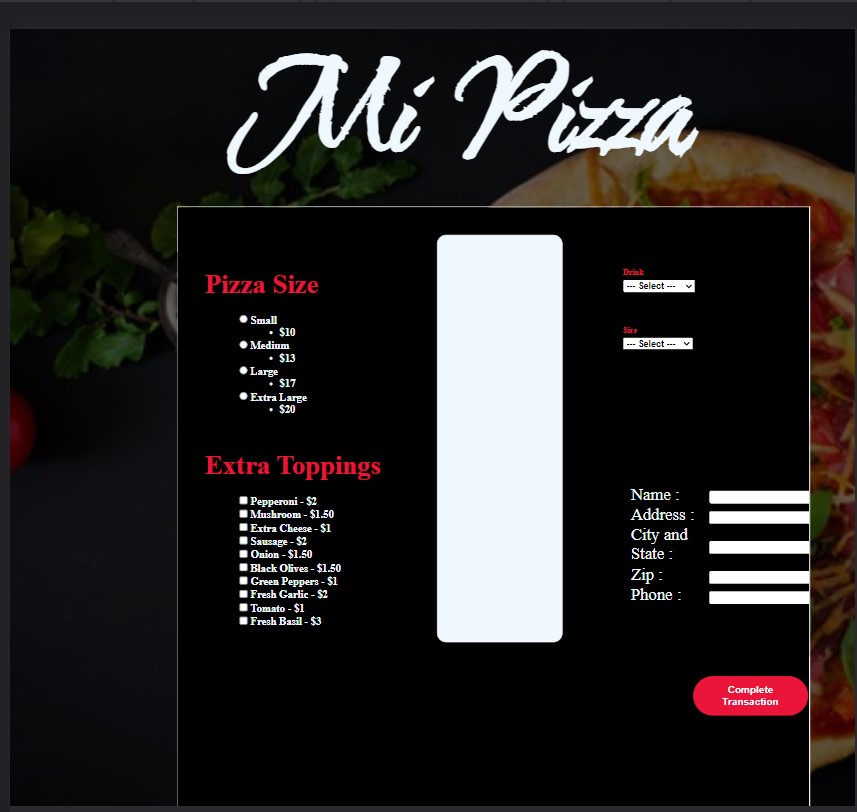 Mi Pizza
Pizza Size
Small
$10
Medium
$13
Large
$17
Extra Large
$20
Extra Toppings
Pepperoni - $2
Mushroom - $1.50
Extra Cheese - $1
Sausage - $2
Onion - $1.50
Black Olives - $1.50
Green Peppers - $1
Fresh Garlic - $2
Tomato - $1
Fresh Basil - $3
Drink
--- Select ---
Size
--- Select ---
Name :
Address :
City and
State :
Zip :
Phone :
Complete
Transaction